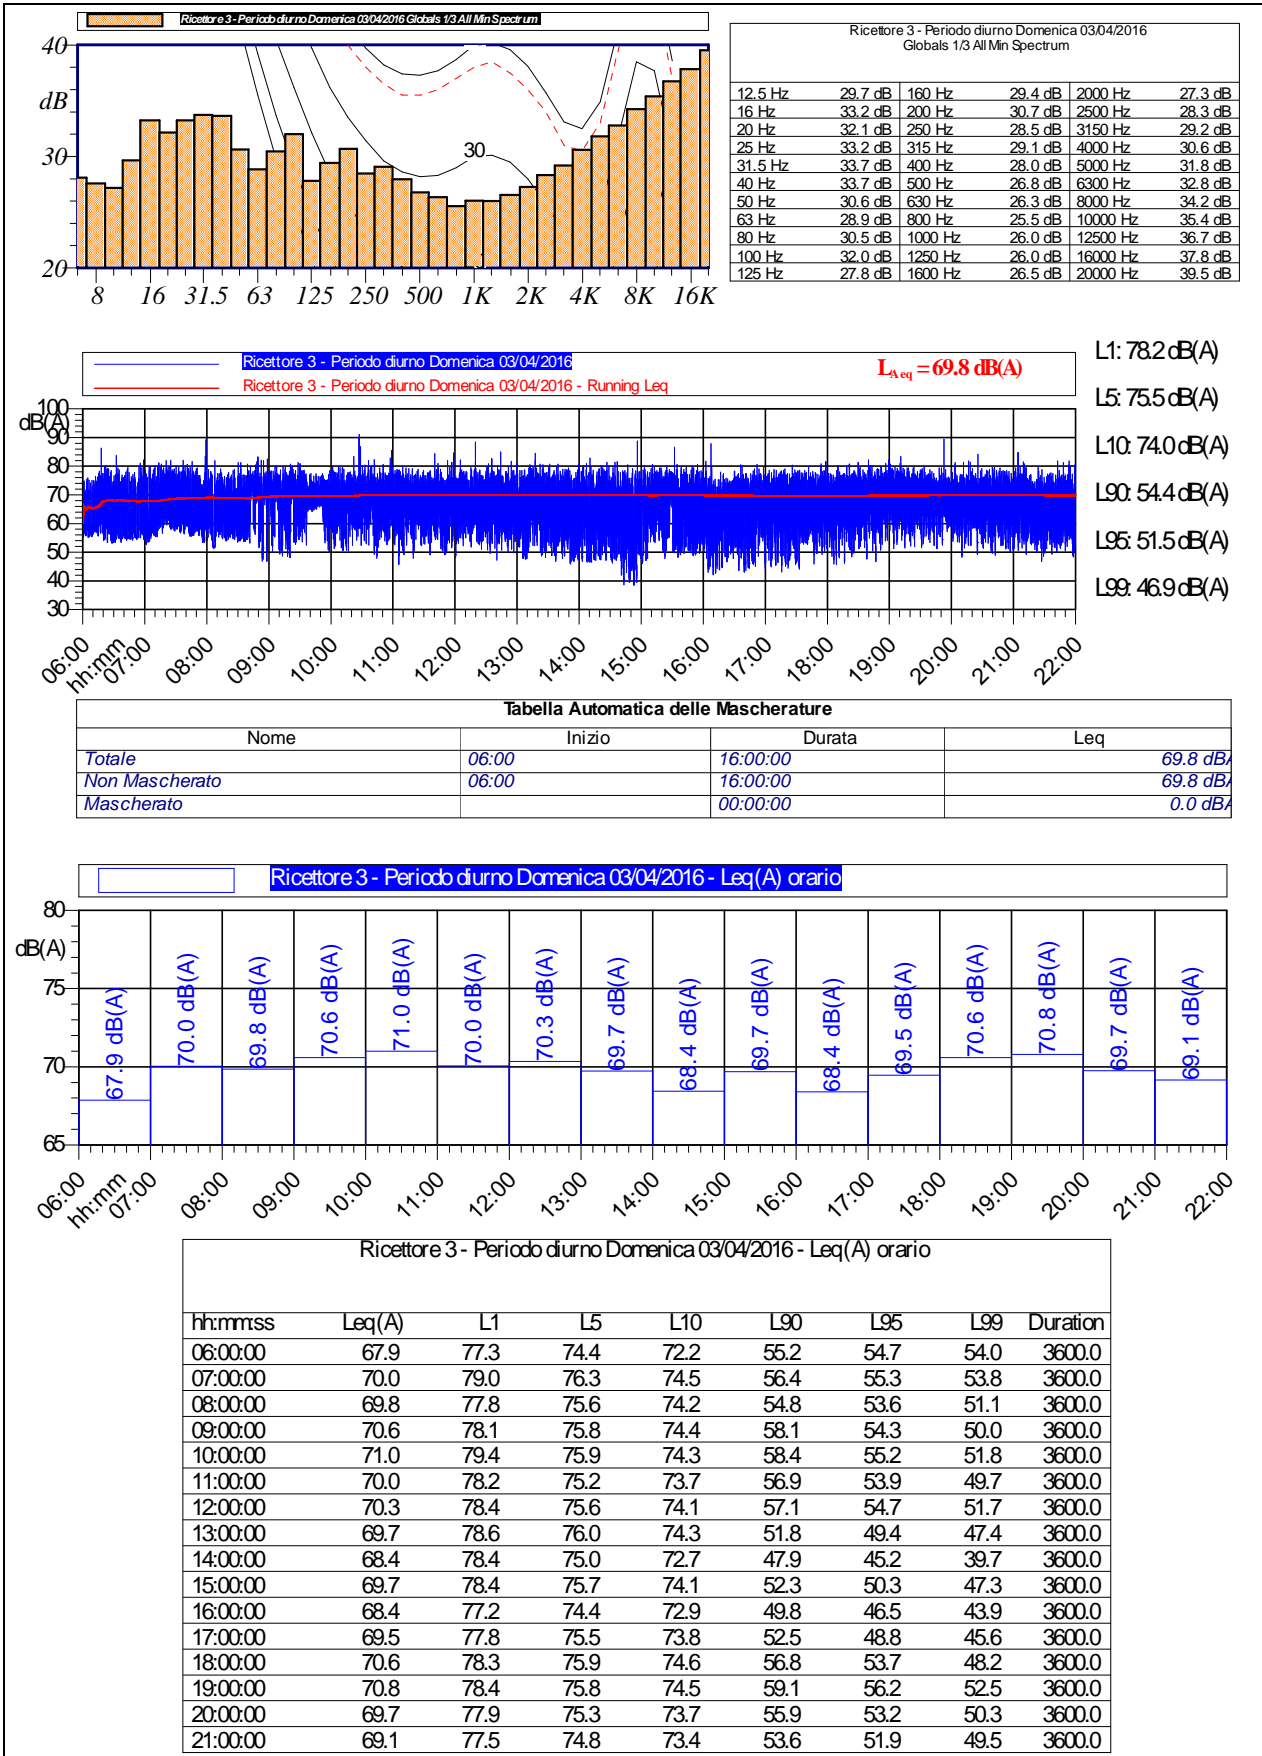 Ricettore 3 - Periodo diurno Domenica 03/04/2016 Globals 1/3 All Min Spectrum
40
dB
30
20
30
8 16 31.5 63 125 250 500 1K 2K 4K 8K 16K
Ricettore 3 - Periodo diurno Domenica 03/04/2016
Globals 1/3 All Min Spectrum
12.5 Hz 29.7 dB 160 Hz 29.4 dB 2000 Hz 27.3 dB
16 Hz 33.2 dB 200 Hz 30.7 dB 2500 Hz 28.3 dB
20 Hz 32.1 dB 250 Hz 28.5 dB 3150 Hz 29.2 dB
25 Hz 33.2 dB 315 Hz 29.1 dB 4000 Hz 30.6 dB
31.5 Hz 33.7 dB 400 Hz 28.0 dB 5000 Hz 31.8 dB
40 Hz 33.7 dB 500 Hz 26.8 dB 6300 Hz 32.8 dB
50 Hz 30.6 dB 630 Hz 26.3 dB 8000 Hz 34.2 dB
63 Hz 28.9 dB 800 Hz 25.5 dB 10000 Hz 35.4 dB
80 Hz 30.5 dB 1000 Hz 26.0 dB 12500 Hz 36.7 dB
100 Hz 32.0 dB 1250 Hz 26.0 dB 16000 Hz 37.8 dB
125 Hz 27.8 dB 1600 Hz 26.5 dB 20000 Hz 39.5 dB
Ricettore 3 - Periodo diurno Domenica 03/04/2016
Ricettore 3 - Periodo diurno Domenica 03/04/2016 - Running Leq
LAeq = 69.8 dB(A)
L1: 78.2 dB(A)
L5: 75.5 dB(A)
L10: 74.0 dB(A)
L90: 54.4 dB(A)
L95: 51.5 dB(A)
L99: 46.9 dB(A)
100
dB(A)
90
80
70
60
50
40
30
06:00 hh:mm 07:00 08:00 09:00 10:00 11:00 12:00 13:00 14:00 15:00 16:00 17:00 18:00 19:00 20:00 21:00 22:00
Tabella Automatica delle Mascherature
Nome Inizio Durata Leq
Totale 06:00 16:00:00 69.8 dBA
Non Mascherato 06:00 16:00:00 69.8 dBA
Mascherato 00:00:00 0.0 dBA
Ricettore 3 - Periodo diurno Domenica 03/04/2016 - Leq(A) orario
80
dB(A)
75
70
65
67.9 dB(A) 70.0 dB(A) 69.8 dB(A) 70.6 dB(A) 71.0 dB(A) 70.0 dB(A) 70.3 dB(A) 69.7 dB(A) 68.4 dB(A) 69.7 dB(A) 68.4 dB(A) 69.5 dB(A) 70.6 dB(A) 70.8 dB(A) 69.7 dB(A) 69.1 dB(A)
06:00 hh:mm 07:00 08:00 09:00 10:00 11:00 12:00 13:00 14:00 15:00 16:00 17:00 18:00 19:00 20:00 21:00 22:00
Ricettore 3 - Periodo diurno Domenica 03/04/2016 - Leq(A) orario
hh:mm:ss Leq(A) L1 L5 L10 L90 L95 L99 Duration
06:00:00 67.9 77.3 74.4 72.2 55.2 54.7 54.0 3600.0
07:00:00 70.0 79.0 76.3 74.5 56.4 55.3 53.8 3600.0
08:00:00 69.8 77.8 75.6 74.2 54.8 53.6 51.1 3600.0
09:00:00 70.6 78.1 75.8 74.4 58.1 54.3 50.0 3600.0
10:00:00 71.0 79.4 75.9 74.3 58.4 55.2 51.8 3600.0
11:00:00 70.0 78.2 75.2 73.7 56.9 53.9 49.7 3600.0
12:00:00 70.3 78.4 75.6 74.1 57.1 54.7 51.7 3600.0
13:00:00 69.7 78.6 76.0 74.3 51.8 49.4 47.4 3600.0
14:00:00 68.4 78.4 75.0 72.7 47.9 45.2 39.7 3600.0
15:00:00 69.7 78.4 75.7 74.1 52.3 50.3 47.3 3600.0
16:00:00 68.4 77.2 74.4 72.9 49.8 46.5 43.9 3600.0
17:00:00 69.5 77.8 75.5 73.8 52.5 48.8 45.6 3600.0
18:00:00 70.6 78.3 75.9 74.6 56.8 53.7 48.2 3600.0
19:00:00 70.8 78.4 75.8 74.5 59.1 56.2 52.5 3600.0
20:00:00 69.7 77.9 75.3 73.7 55.9 53.2 50.3 3600.0
21:00:00 69.1 77.5 74.8 73.4 53.6 51.9 49.5 3600.0